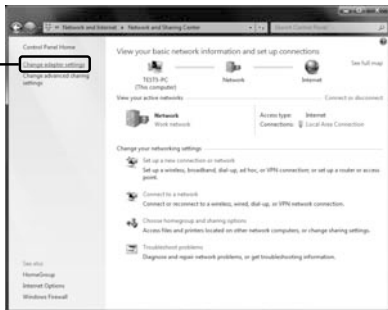 Network and Internet ▸ Network and Sharing Center
Search Control Panel
Control Panel Home
Change adapter settings
Change advanced sharing
settings
View your basic network information and set up connections
See full map
TEST3-PC
(This computer)
Network
Internet
View your active networks
Connect or disconnect
Network
Work network
Access type: Internet
Connections: Local Area Connection
Change your networking settings
Set up a new connection or network
Set up a wireless, broadband, dial-up, ad hoc, or VPN connection; or set up a router or access
point.
Connect to a network
Connect or reconnect to a wireless, wired, dial-up, or VPN network connection.
Choose homegroup and sharing options
Access files and printers located on other network computers, or change sharing settings.
Troubleshoot problems
Diagnose and repair network problems, or get troubleshooting information.
See also
HomeGroup
Internet Options
Windows Firewall